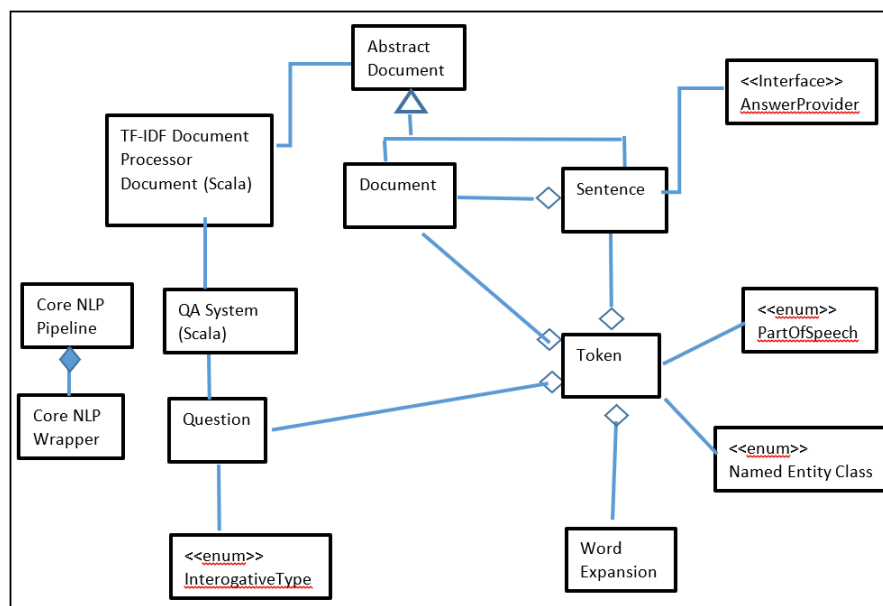 Abstract
Document
<<Interface>>
AnswerProvider
TF-IDF Document
Processor
Document (Scala)
Document
Sentence
Core NLP
Pipeline
QA System
(Scala)
<<enum>>
PartOfSpeech
Token
Core NLP
Wrapper
Question
<<enum>>
Named Entity Class
<<enum>>
InterogativeType
Word
Expansion